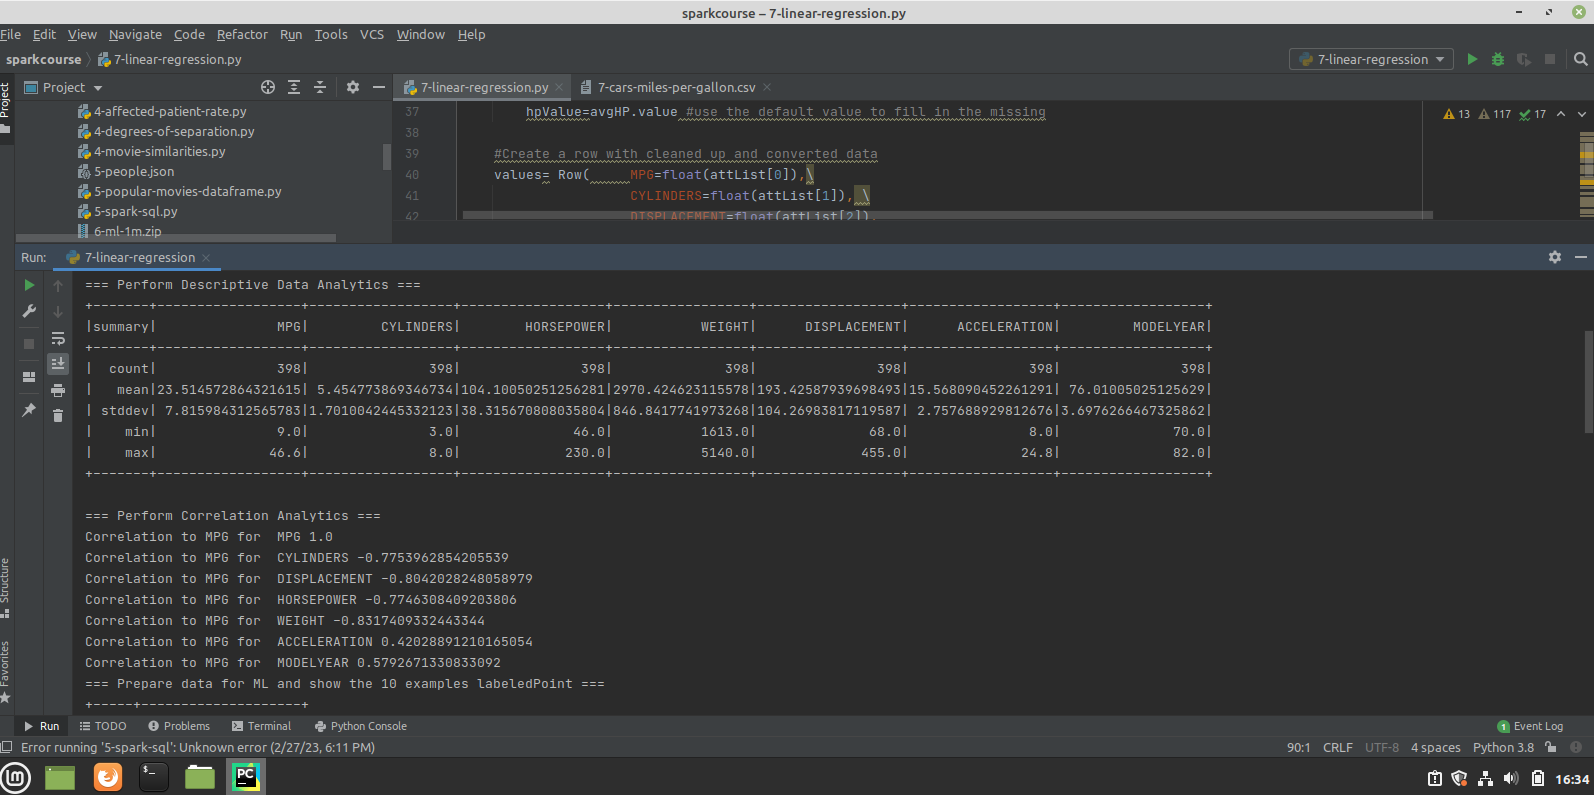 sparkcourse – 7-linear-regression.py
File Edit View Navigate Code Refactor Run Tools VCS Window Help
sparkcourse 7-linear-regression.py
7-linear-regression
Project
Project
7-linear-regression.py
7-cars-miles-per-gallon.csv
4-affected-patient-rate.py
4-degrees-of-separation.py
4-movie-similarities.py
5-people.json
5-popular-movies-dataframe.py
5-spark-sql.py
6-ml-1m.zip
37 hpValue=avgHP.value #use the default value to fill in the missing
38
39 #Create a row with cleaned up and converted data
40 values= Row( MPG=float(attList[0]),\
41 CYLINDERS=float(attList[1]), \
42 DISPLACEMENT=float(attList[2]),
13 117 17
Run: 7-linear-regression
=== Perform Descriptive Data Analytics ===
+-------+------------------+------------------+------------------+-----------------+------------------+------------------+------------------+
|summary| MPG| CYLINDERS| HORSEPOWER| WEIGHT| DISPLACEMENT| ACCELERATION| MODELYEAR|
+-------+------------------+------------------+------------------+-----------------+------------------+------------------+------------------+
| count| 398| 398| 398| 398| 398| 398| 398|
| mean|23.514572864321615| 5.454773869346734|104.10050251256281|2970.424623115578|193.42587939698493|15.568090452261291| 76.01005025125629|
| stddev| 7.815984312565783|1.7010042445332123|38.315670808035804|846.8417741973268|104.26983817119587| 2.757688929812676|3.6976266467325862|
| min| 9.0| 3.0| 46.0| 1613.0| 68.0| 8.0| 70.0|
| max| 46.6| 8.0| 230.0| 5140.0| 455.0| 24.8| 82.0|
+-------+------------------+------------------+------------------+-----------------+------------------+------------------+------------------+
=== Perform Correlation Analytics ===
Correlation to MPG for  MPG 1.0
Correlation to MPG for  CYLINDERS -0.7753962854205539
Correlation to MPG for  DISPLACEMENT -0.8042028248058979
Correlation to MPG for  HORSEPOWER -0.7746308409203806
Correlation to MPG for  WEIGHT -0.8317409332443344
Correlation to MPG for  ACCELERATION 0.42028891210165054
Correlation to MPG for  MODELYEAR 0.5792671330833092
=== Prepare data for ML and show the 10 examples labeledPoint ===
+-----+--------------------+
Structure
Favorites
Run TODO Problems Terminal Python Console
1 Event Log
Error running '5-spark-sql': Unknown error (2/27/23, 6:11 PM)
90:1 CRLF UTF-8 4 spaces Python 3.8
PC
16:34